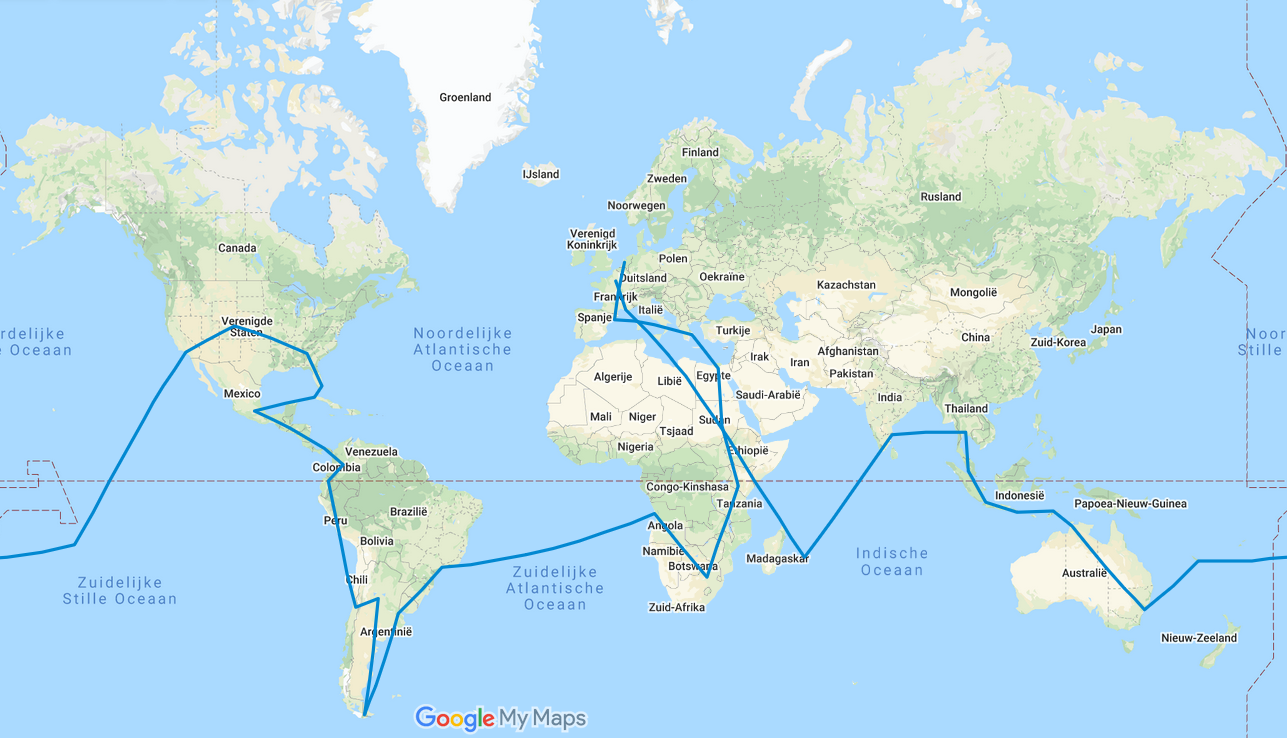 Groenland
Finland
IJsland
Zweden
Rusland
Noorwegen
Verenigd
Koninkrijk
Canada
Polen
Oekraïne
Duitsland
Kazachstan
Mongolië
Frankrijk
Italië
Spanje
Verenigde
Staten
Turkije
Japan
China
Zuid-Korea
rdelijke
e Oceaan
Noordelijke
Atlantische
Oceaan
Noor
Stille
Irak
Iran
Afghanistan
Pakistan
Algerije
Libië
Egypte
Saudi-Arabië
India
Mexico
Thailand
Mali
Niger
Sudan
Tsjaad
Nigeria
Ethiopië
Venezuela
Colombia
Congo-Kinshasa
Indonesië
Tanzania
Papoea-Nieuw-Guinea
Brazilië
Peru
Angola
Bolivia
Namibië
Botswana
Madagaskar
Indische
Oceaan
Australië
Chili
Zuidelijke
Stille Oceaan
Zuidelijke
Atlantische
Oceaan
Zuid-Afrika
Argentinië
Nieuw-Zeeland
Google My Maps